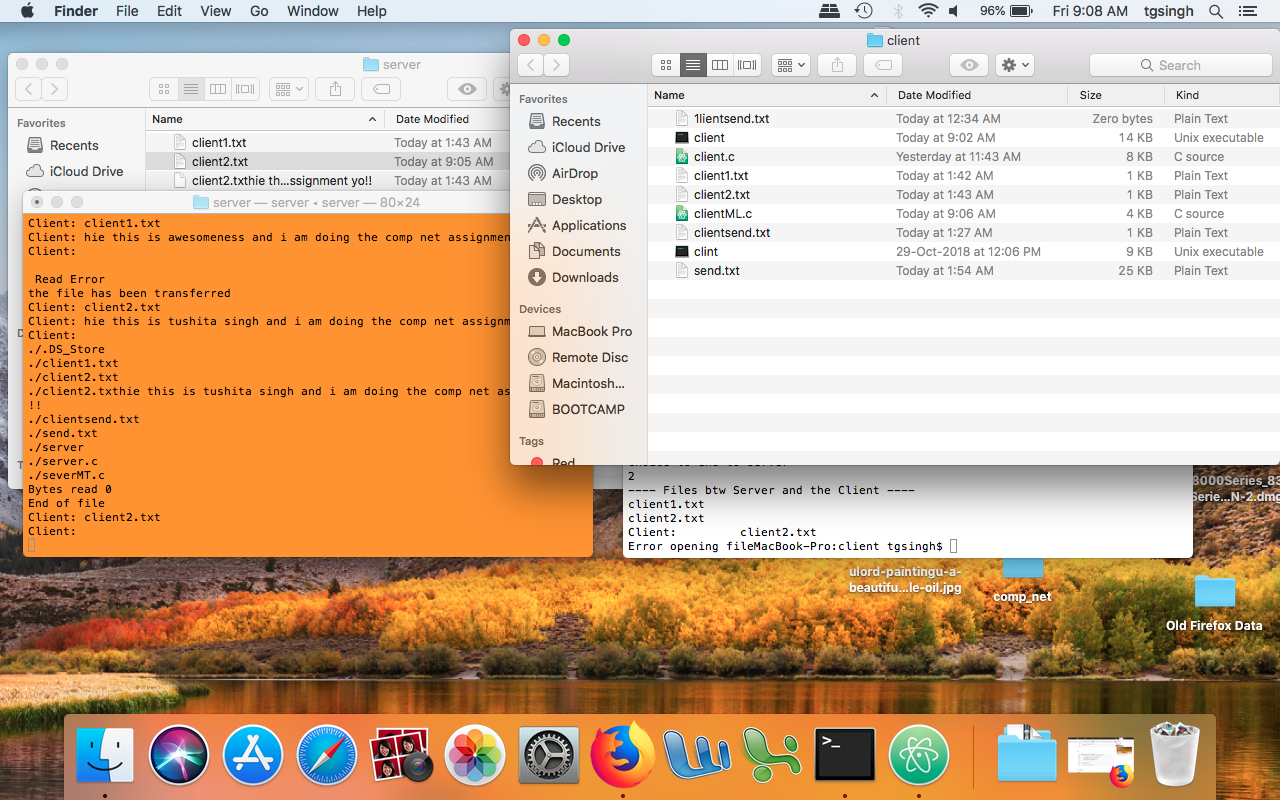 Finder File Edit View Go Window Help 96% Fri 9:08 AM tgsingh
server
Favorites
Recents
iCloud Drive
Name Date Modified
client1.txt Today at 1:43 AM
client2.txt Today at 9:05 AM
client2.txthie th...ssignment yo!! Today at 1:43 AM
server — server ◂ server — 80×24
Client: client1.txt
Client: hie this is awesomeness and i am doing the comp net assignmen
Client:
Read Error
the file has been transferred
Client: client2.txt
Client: hie this is tushita singh and i am doing the comp net assignm
Client:
./.DS_Store
./client1.txt
./client2.txt
./client2.txthie this is tushita singh and i am doing the comp net as
!!
./clientsend.txt
./send.txt
./server
./server.c
./severMT.c
Bytes read 0
End of file
Client: client2.txt
Client:
client
Search
Favorites
Recents
iCloud Drive
AirDrop
Desktop
Applications
Documents
Downloads
Devices
MacBook Pro
Remote Disc
Macintosh...
BOOTCAMP
Tags
Red
Name Date Modified Size Kind
1lientsend.txt Today at 12:34 AM Zero bytes Plain Text
client Today at 9:02 AM 14 KB Unix executable
client.c Yesterday at 11:43 AM 8 KB C source
client1.txt Today at 1:42 AM 1 KB Plain Text
client2.txt Today at 1:43 AM 1 KB Plain Text
clientML.c Today at 9:06 AM 4 KB C source
clientsend.txt Today at 1:27 AM 1 KB Plain Text
clint 29-Oct-2018 at 12:06 PM 9 KB Unix executable
send.txt Today at 1:54 AM 25 KB Plain Text
2
---- Files btw Server and the Client ----
client1.txt
client2.txt
Client: client2.txt
Error opening fileMacBook-Pro:client tgsingh$
8000Series_83
Serie...N-2.dmg
ulord-paintingu-a-
beautifu...le-oil.jpg
comp_net
Old Firefox Data